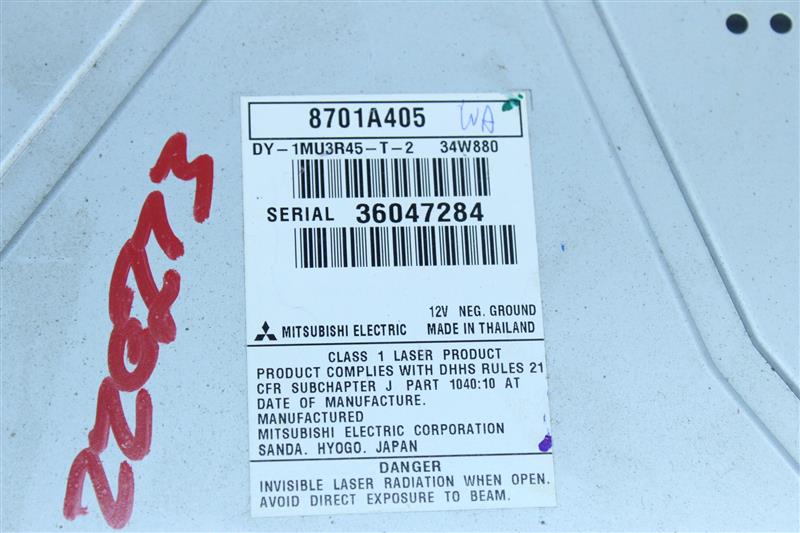 8701A405 WA
DY-1MU3R45-T-2 34W880
SERIAL 36047284
12V NEG. GROUND
MITSUBISHI ELECTRIC MADE IN THAILAND
CLASS 1 LASER PRODUCT
PRODUCT COMPLIES WITH DHHS RULES 21
CFR SUBCHAPTER J PART 1040:10 AT
DATE OF MANUFACTURE.
MANUFACTURED
MITSUBISHI ELECTRIC CORPORATION
SANDA. HYOGO. JAPAN
DANGER
INVISIBLE LASER RADIATION WHEN OPEN.
AVOID DIRECT EXPOSURE TO BEAM.